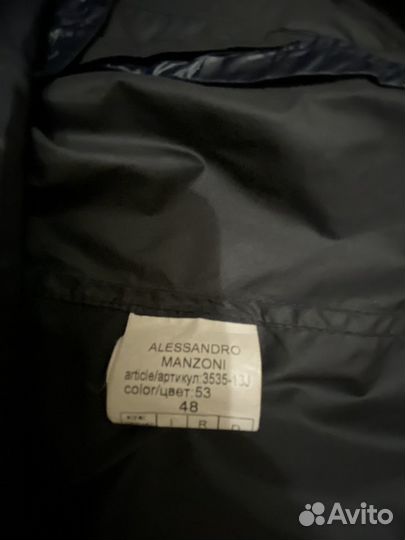 ALESSANDRO
MANZONI
article/артикул:3535-13J
color/цвет:53
48
I R D
Avito